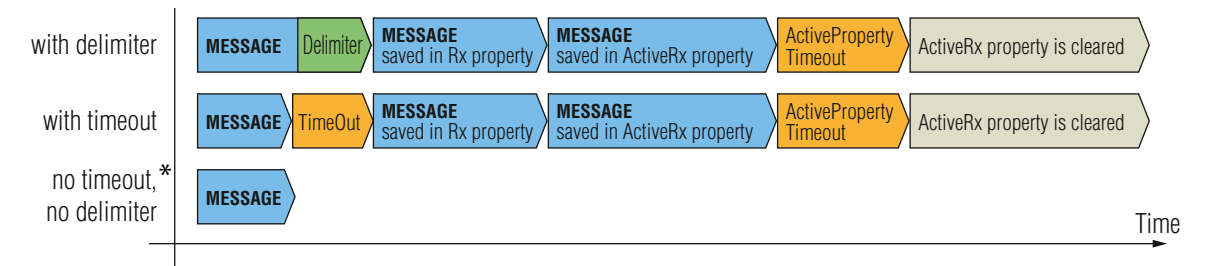 with delimiter
MESSAGE
Delimiter
MESSAGE
saved in Rx property
MESSAGE
saved in ActiveRx property
ActiveProperty
Timeout
ActiveRx property is cleared
with timeout
MESSAGE
TimeOut
MESSAGE
saved in Rx property
MESSAGE
saved in ActiveRx property
ActiveProperty
Timeout
ActiveRx property is cleared
no timeout,*
no delimiter
MESSAGE
Time